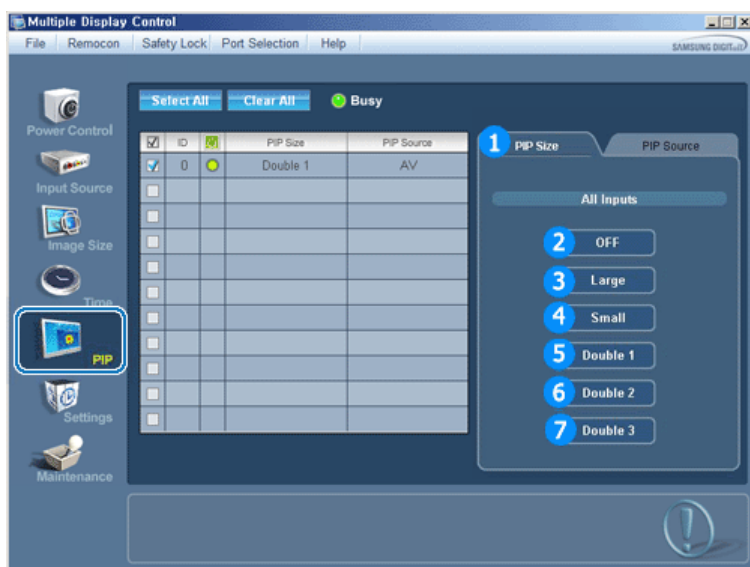 Multiple Display Control
File Remocon Safety Lock Port Selection Help SAMSUNG DIGITall
Select All Clear All Busy
Power Control
ID PIP Size PIP Source
0 Double 1 AV
1 PIP Size PIP Source
Input Source
All Inputs
2 OFF
Image Size
3 Large
4 Small
Time
5 Double 1
PIP
6 Double 2
Settings
7 Double 3
Maintenance